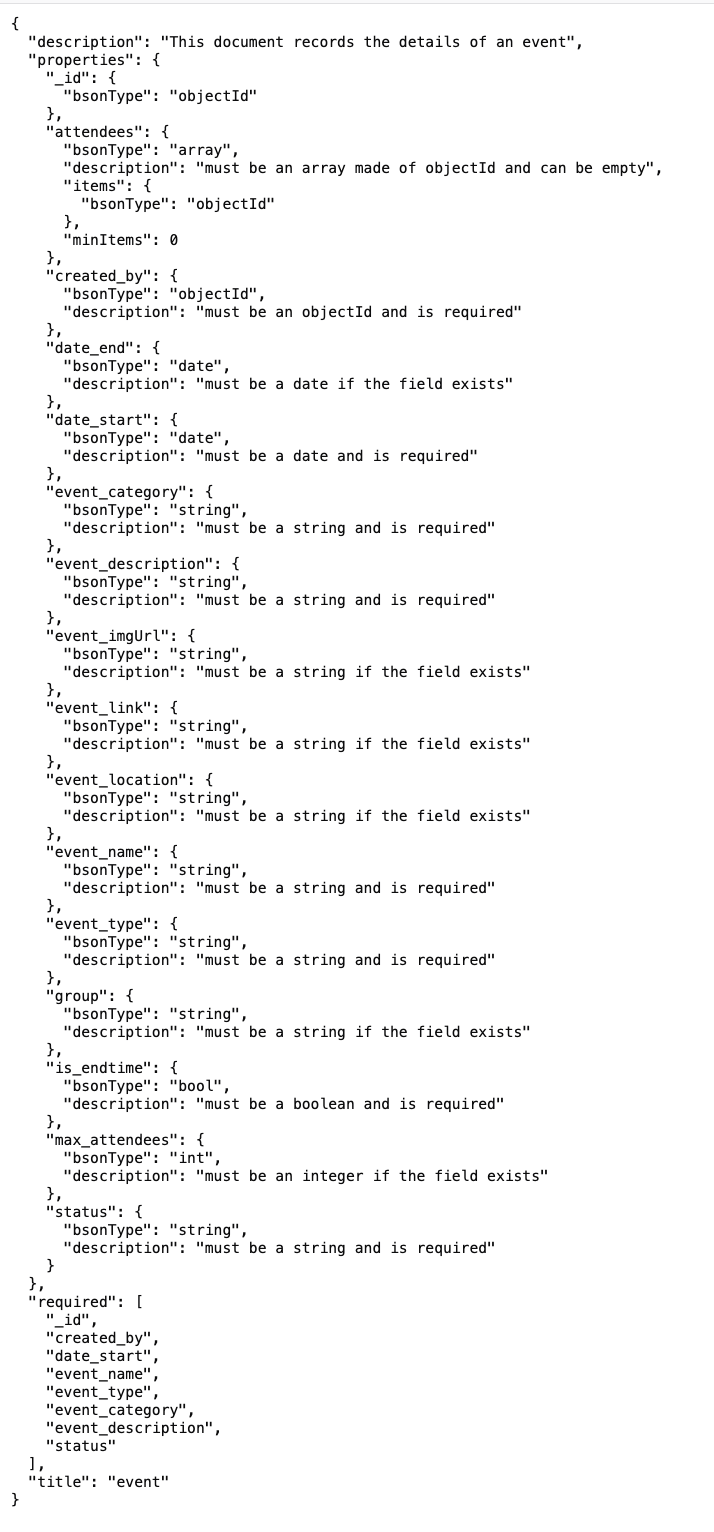 {
  "description": "This document records the details of an event",
  "properties": {
    "_id": {
      "bsonType": "objectId"
    },
    "attendees": {
      "bsonType": "array",
      "description": "must be an array made of objectId and can be empty",
      "items": {
        "bsonType": "objectId"
      },
      "minItems": 0
    },
    "created_by": {
      "bsonType": "objectId",
      "description": "must be an objectId and is required"
    },
    "date_end": {
      "bsonType": "date",
      "description": "must be a date if the field exists"
    },
    "date_start": {
      "bsonType": "date",
      "description": "must be a date and is required"
    },
    "event_category": {
      "bsonType": "string",
      "description": "must be a string and is required"
    },
    "event_description": {
      "bsonType": "string",
      "description": "must be a string and is required"
    },
    "event_imgUrl": {
      "bsonType": "string",
      "description": "must be a string if the field exists"
    },
    "event_link": {
      "bsonType": "string",
      "description": "must be a string if the field exists"
    },
    "event_location": {
      "bsonType": "string",
      "description": "must be a string if the field exists"
    },
    "event_name": {
      "bsonType": "string",
      "description": "must be a string and is required"
    },
    "event_type": {
      "bsonType": "string",
      "description": "must be a string and is required"
    },
    "group": {
      "bsonType": "string",
      "description": "must be a string if the field exists"
    },
    "is_endtime": {
      "bsonType": "bool",
      "description": "must be a boolean and is required"
    },
    "max_attendees": {
      "bsonType": "int",
      "description": "must be an integer if the field exists"
    },
    "status": {
      "bsonType": "string",
      "description": "must be a string and is required"
    }
  },
  "required": [
    "_id",
    "created_by",
    "date_start",
    "event_name",
    "event_type",
    "event_category",
    "event_description",
    "status"
  ],
  "title": "event"
}